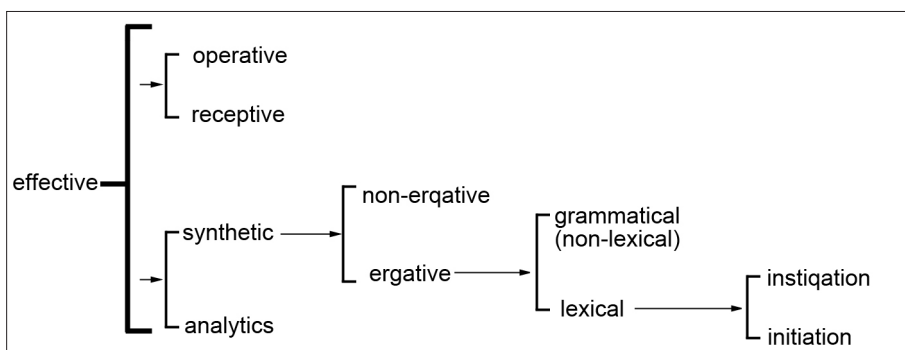 operative
receptive
effective
non-erqative
grammatical
(non-lexical)
synthetic
ergative
instiqation
lexical
analytics
initiation